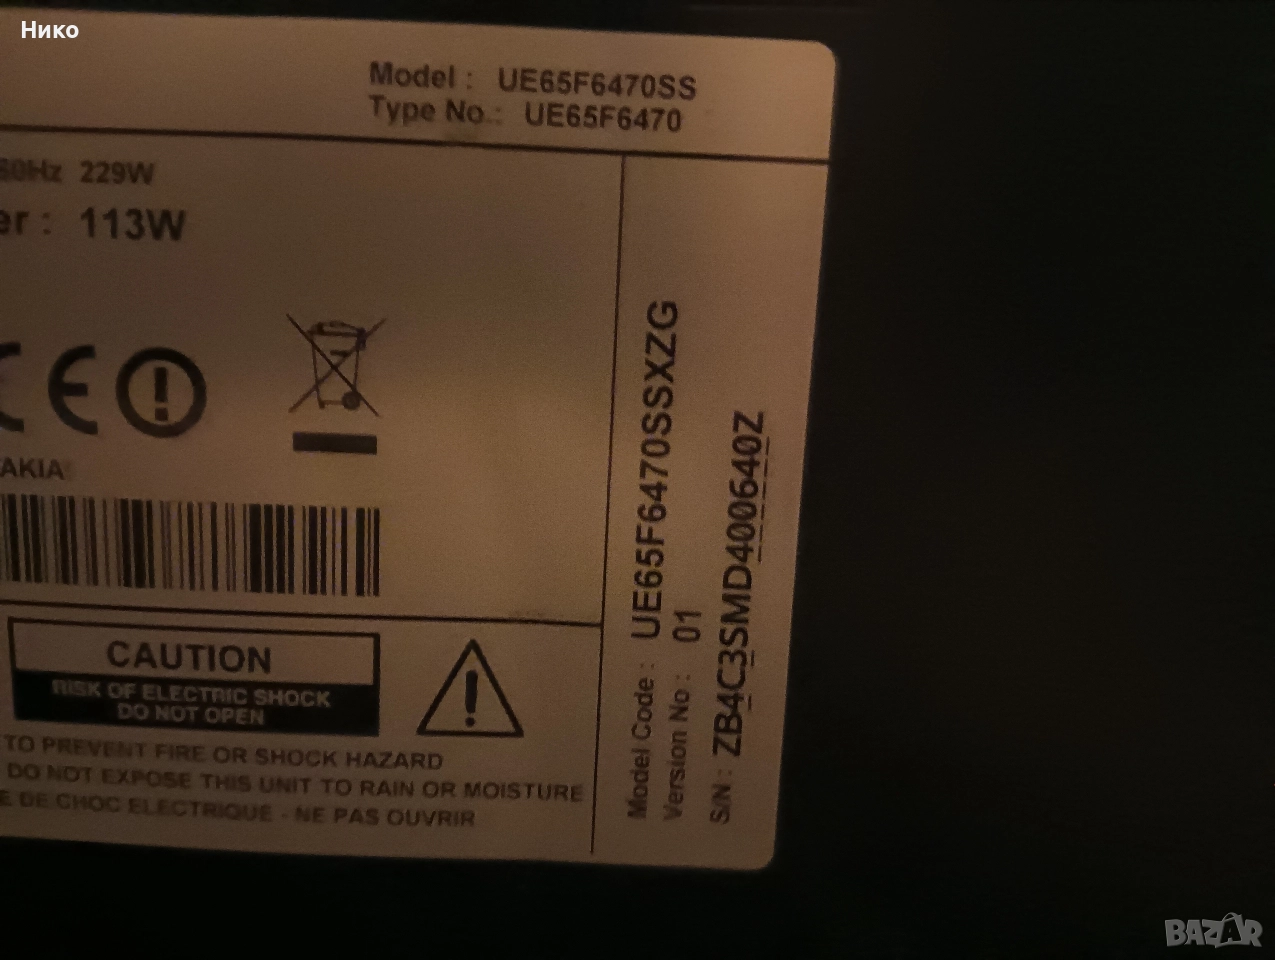 Нико
Model : UE65F6470SS
Type No.: UE65F6470
60Hz 229W
er : 113W
CE
AKIA
CAUTION
RISK OF ELECTRIC SHOCK
DO NOT OPEN
TO PREVENT FIRE OR SHOCK HAZARD
DO NOT EXPOSE THIS UNIT TO RAIN OR MOISTURE
E DE CHOC ELECTRIQUE - NE PAS OUVRIR
Model Code : UE65F6470SSXZG
Version No : 01
S/N : ZB4C3SMD400640Z
BAZAR